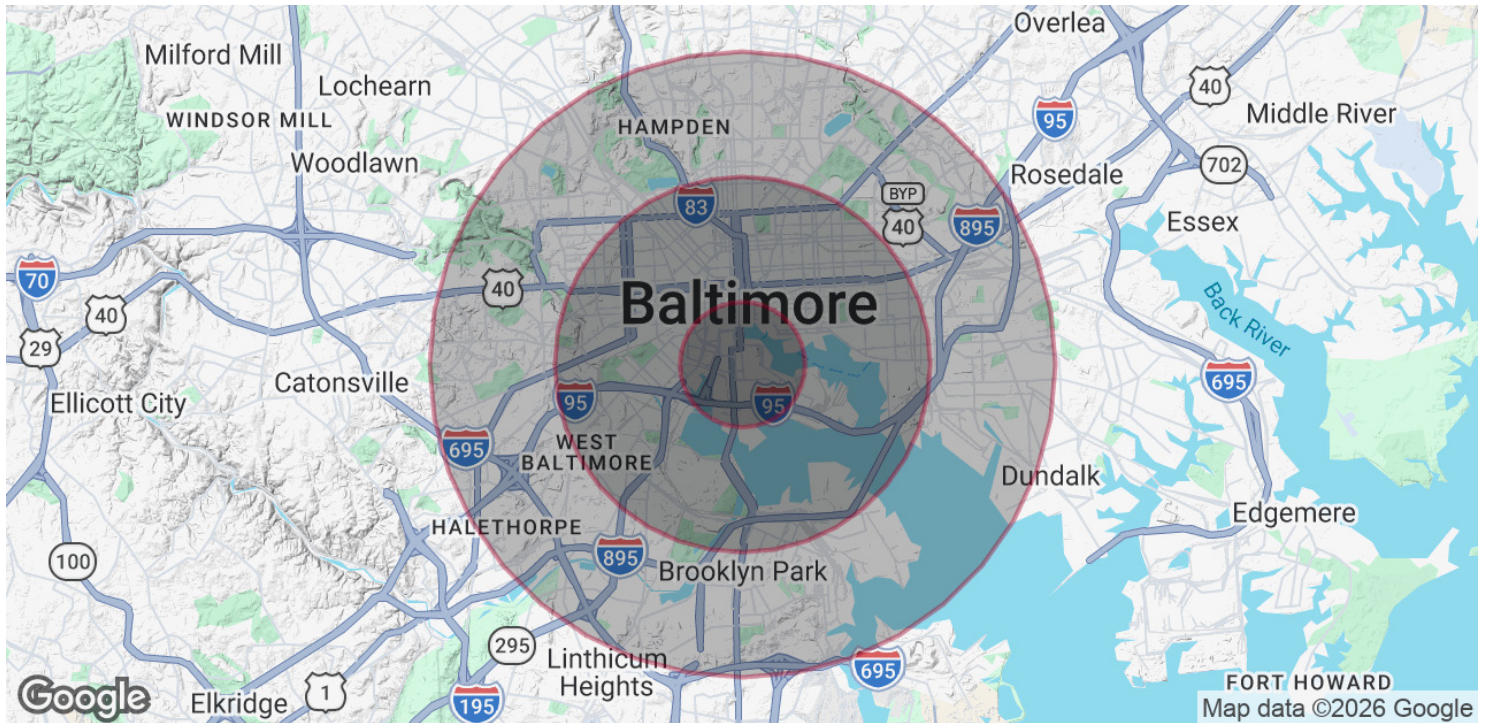 Overlea
Milford Mill
Lochearn
40
Middle River
WINDSOR MILL
HAMPDEN
95
Woodlawn
Rosedale
702
BYP
40
83
895
Essex
70
40
Baltimore
Back River
40
29
Catonsville
695
Ellicott City
95
95
695
WEST
BALTIMORE
Dundalk
HALETHORPE
Edgemere
100
895
Brooklyn Park
295
Linthicum
Heights
695
FORT HOWARD
Google
Elkridge
1
195
Map data ©2026 Google